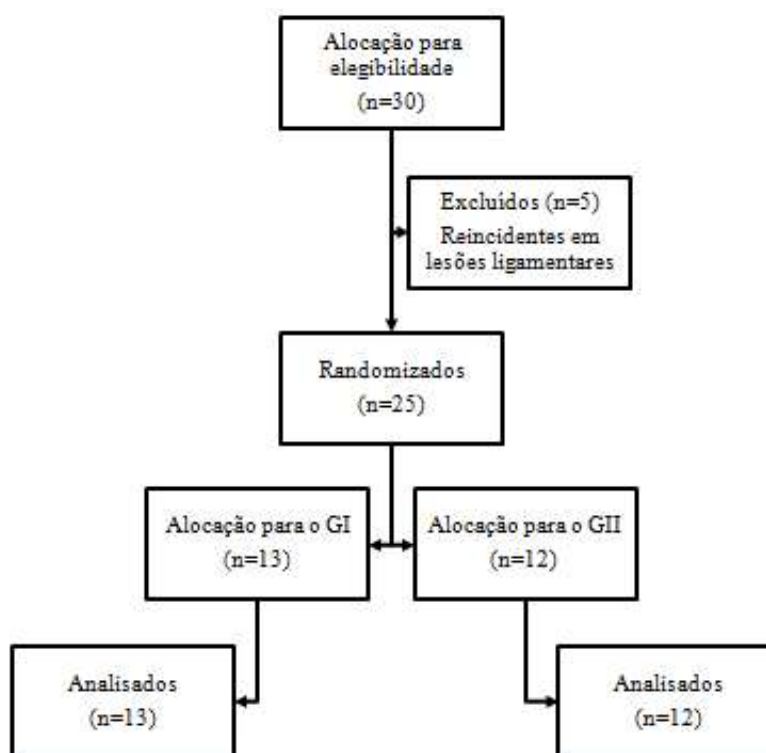 Alocação para
elegibilidade
(n=30)
Excluídos (n=5)
Reincidentes em
lesões ligamentares
Randomizados
(n=25)
Alocação para o GI
(n=13)
Alocação para o GII
(n=12)
Analisados
(n=13)
Analisados
(n=12)